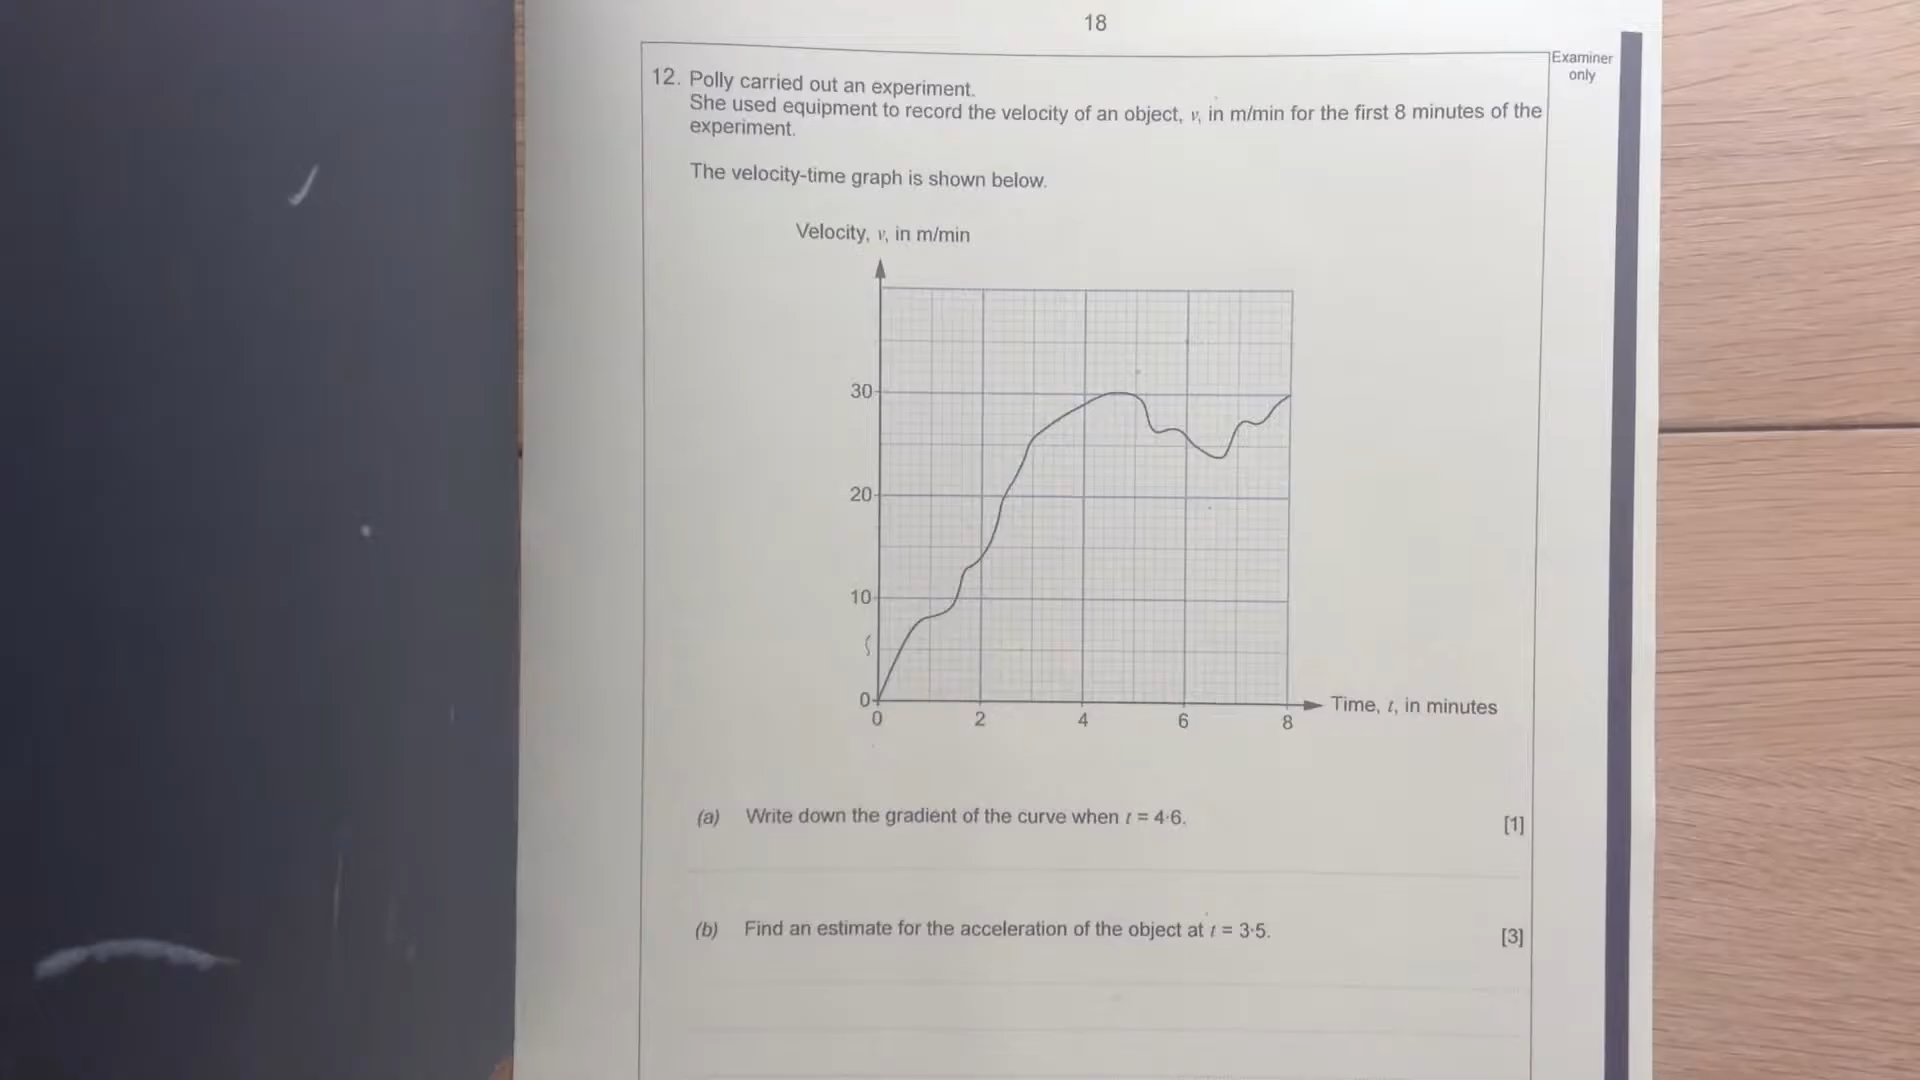 18
Examiner
only
12. Polly carried out an experiment.
She used equipment to record the velocity of an object, v, in m/min for the first 8 minutes of the
experiment.
The velocity-time graph is shown below.
Velocity, v, in m/min
30
20
10
0
0 2 4 6 8
Time, t, in minutes
(a) Write down the gradient of the curve when t = 4·6. [1]
(b) Find an estimate for the acceleration of the object at t = 3·5. [3]